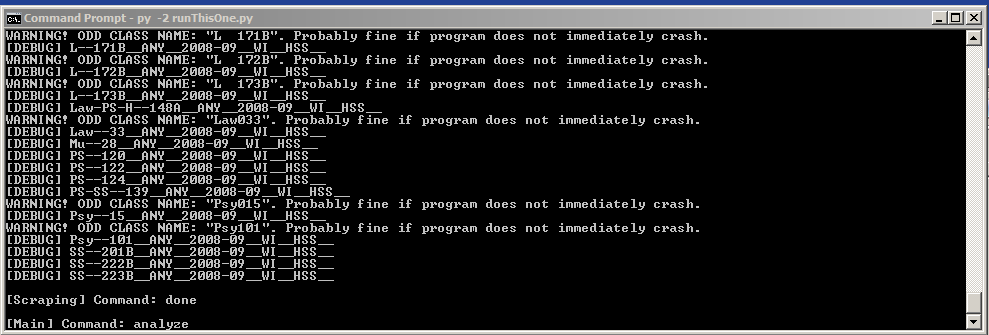 Command Prompt - py -2 runThisOne.py
WARNING! ODD CLASS NAME: "L  171B". Probably fine if program does not immediately crash.
[DEBUG] L--171B__ANY__2008-09__WI__HSS__
WARNING! ODD CLASS NAME: "L  172B". Probably fine if program does not immediately crash.
[DEBUG] L--172B__ANY__2008-09__WI__HSS__
WARNING! ODD CLASS NAME: "L  173B". Probably fine if program does not immediately crash.
[DEBUG] L--173B__ANY__2008-09__WI__HSS__
[DEBUG] Law-PS-H--148A__ANY__2008-09__WI__HSS__
WARNING! ODD CLASS NAME: "Law033". Probably fine if program does not immediately crash.
[DEBUG] Law--33__ANY__2008-09__WI__HSS__
[DEBUG] Mu--28__ANY__2008-09__WI__HSS__
[DEBUG] PS--120__ANY__2008-09__WI__HSS__
[DEBUG] PS--122__ANY__2008-09__WI__HSS__
[DEBUG] PS--124__ANY__2008-09__WI__HSS__
[DEBUG] PS-SS--139__ANY__2008-09__WI__HSS__
WARNING! ODD CLASS NAME: "Psy015". Probably fine if program does not immediately crash.
[DEBUG] Psy--15__ANY__2008-09__WI__HSS__
WARNING! ODD CLASS NAME: "Psy101". Probably fine if program does not immediately crash.
[DEBUG] Psy--101__ANY__2008-09__WI__HSS__
[DEBUG] SS--201B__ANY__2008-09__WI__HSS__
[DEBUG] SS--222B__ANY__2008-09__WI__HSS__
[DEBUG] SS--223B__ANY__2008-09__WI__HSS__
[Scraping] Command: done
[Main] Command: analyze